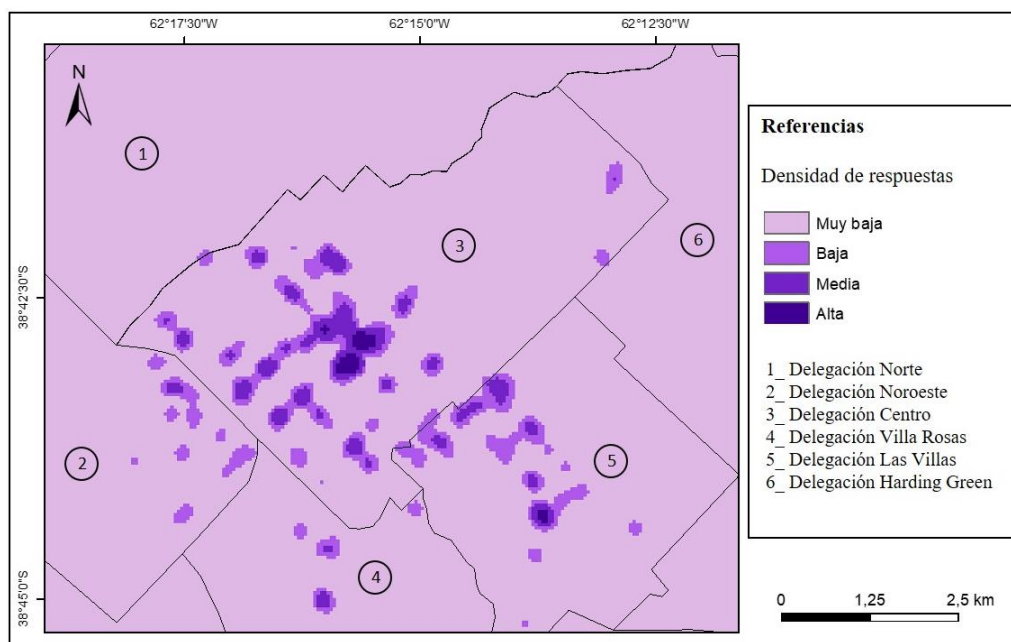 62°17'30"W
62°15'0"W
62°12'30"W
38°42'30"S
38°45'0"S
N
1
2
3
4
5
6
Referencias
Densidad de respuestas
Muy baja
Baja
Media
Alta
1_ Delegación Norte
2_ Delegación Noroeste
3_ Delegación Centro
4_ Delegación Villa Rosas
5_ Delegación Las Villas
6_ Delegación Harding Green
0 1,25 2,5 km